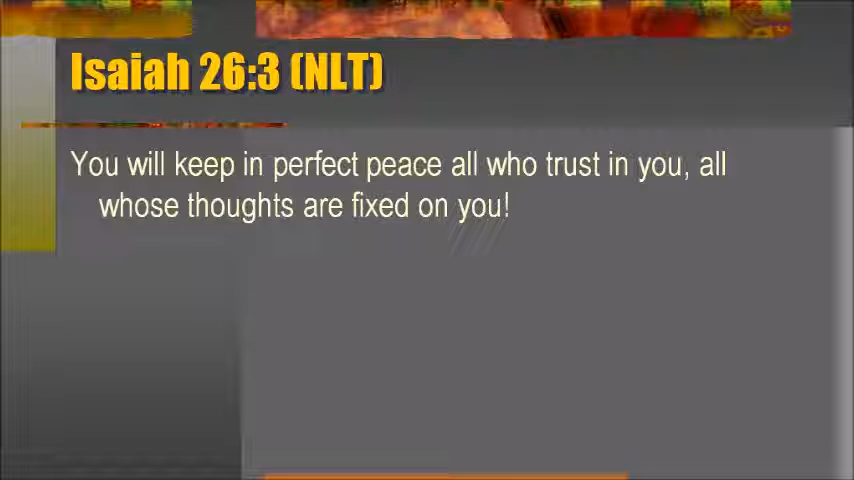 Isaiah 26:3 (NLT)
You will keep in perfect peace all who trust in you, all
whose thoughts are fixed on you!